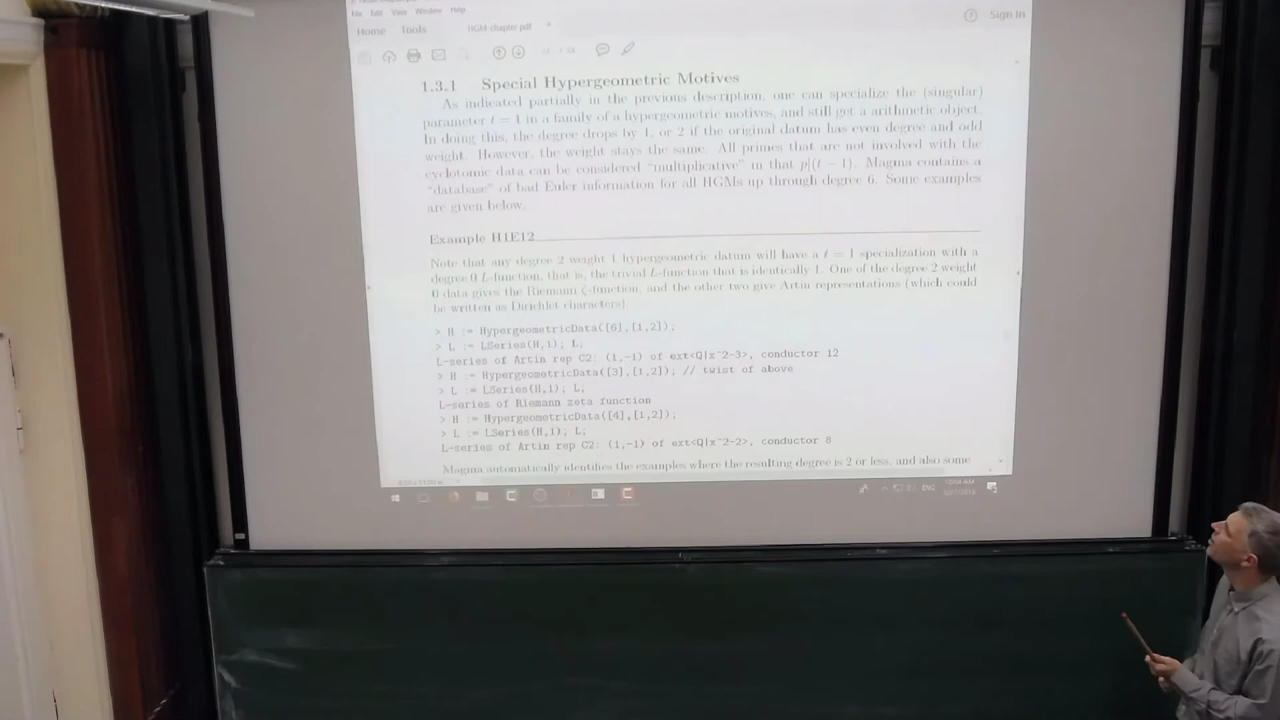 File Edit View Window Help
Home Tools HGM-chapter.pdf
Sign In
1.3.1 Special Hypergeometric Motives
As indicated partially in the previous description, one can specialize the (singular)
parameter t = 1 in a family of a hypergeometric motives, and still get a arithmetic object.
In doing this, the degree drops by 1, or 2 if the original datum has even degree and odd
weight. However, the weight stays the same. All primes that are not involved with the
cyclotomic data can be considered "multiplicative" in that p|(t − 1). Magma contains a
"database" of bad Euler information for all HGMs up through degree 6. Some examples
are given below.
Example H1E12
Note that any degree 2 weight 1 hypergeometric datum will have a t = 1 specialization with a
degree 0 L-function, that is, the trivial L-function that is identically 1. One of the degree 2 weight
0 data gives the Riemann ζ-function, and the other two give Artin representations (which could
be written as Dirichlet characters).
> H := HypergeometricData([6],[1,2]);
> L := LSeries(H,1); L;
L-series of Artin rep C2: (1,-1) of ext<Q|x^2-3>, conductor 12
> H := HypergeometricData([3],[1,2]); // twist of above
> L := LSeries(H,1); L;
L-series of Riemann zeta function
> H := HypergeometricData([4],[1,2]);
> L := LSeries(H,1); L;
L-series of Artin rep C2: (1,-1) of ext<Q|x^2-2>, conductor 8
Magma automatically identifies the examples where the resulting degree is 2 or less, and also some
ENG